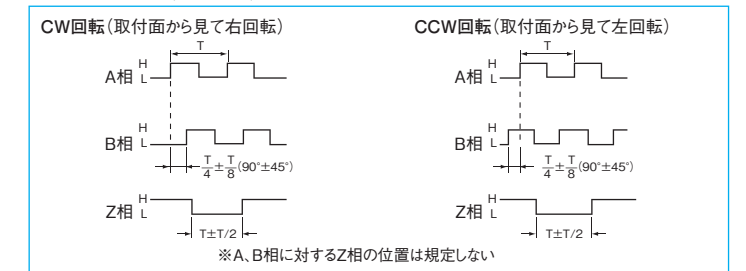 CW回転(取付面から見て右回転)
T
A相 H L
B相 H L
T/4±T/8(90°±45°)
Z相 H L
T±T/2
CCW回転(取付面から見て左回転)
T
A相 H L
B相 H L
T/4±T/8(90°±45°)
Z相 H L
T±T/2
※A、B相に対するZ相の位置は規定しない